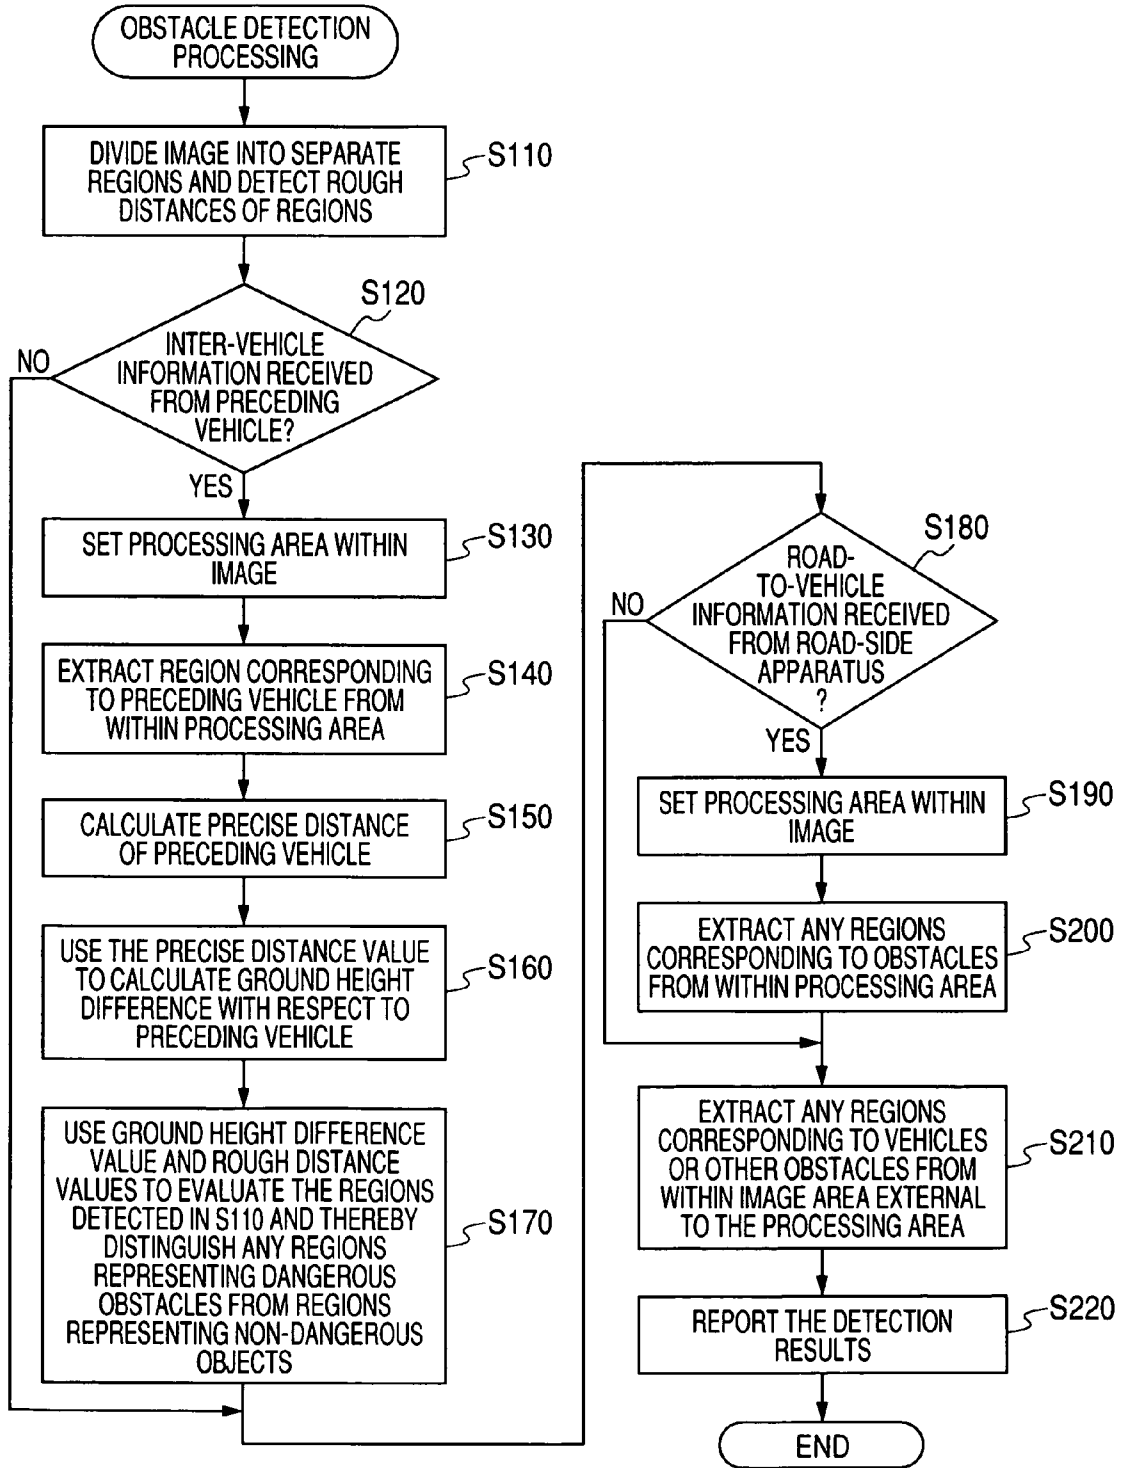 OBSTACLE DETECTION
PROCESSING
DIVIDE IMAGE INTO SEPARATE
REGIONS AND DETECT ROUGH
DISTANCES OF REGIONS
S110
S120
INTER-VEHICLE
INFORMATION RECEIVED
FROM PRECEDING
VEHICLE?
NO
YES
SET PROCESSING AREA WITHIN
IMAGE
S130
EXTRACT REGION CORRESPONDING
TO PRECEDING VEHICLE FROM
WITHIN PROCESSING AREA
S140
CALCULATE PRECISE DISTANCE
OF PRECEDING VEHICLE
S150
USE THE PRECISE DISTANCE VALUE
TO CALCULATE GROUND HEIGHT
DIFFERENCE WITH RESPECT TO
PRECEDING VEHICLE
S160
USE GROUND HEIGHT DIFFERENCE
VALUE AND ROUGH DISTANCE
VALUES TO EVALUATE THE REGIONS
DETECTED IN S110 AND THEREBY
DISTINGUISH ANY REGIONS
REPRESENTING DANGEROUS
OBSTACLES FROM REGIONS
REPRESENTING NON-DANGEROUS
OBJECTS
S170
S180
ROAD-
TO-VEHICLE
INFORMATION RECEIVED
FROM ROAD-SIDE
APPARATUS
?
NO
YES
SET PROCESSING AREA WITHIN
IMAGE
S190
EXTRACT ANY REGIONS
CORRESPONDING TO OBSTACLES
FROM WITHIN PROCESSING AREA
S200
EXTRACT ANY REGIONS
CORRESPONDING TO VEHICLES
OR OTHER OBSTACLES FROM
WITHIN IMAGE AREA EXTERNAL
TO THE PROCESSING AREA
S210
REPORT THE DETECTION
RESULTS
S220
END